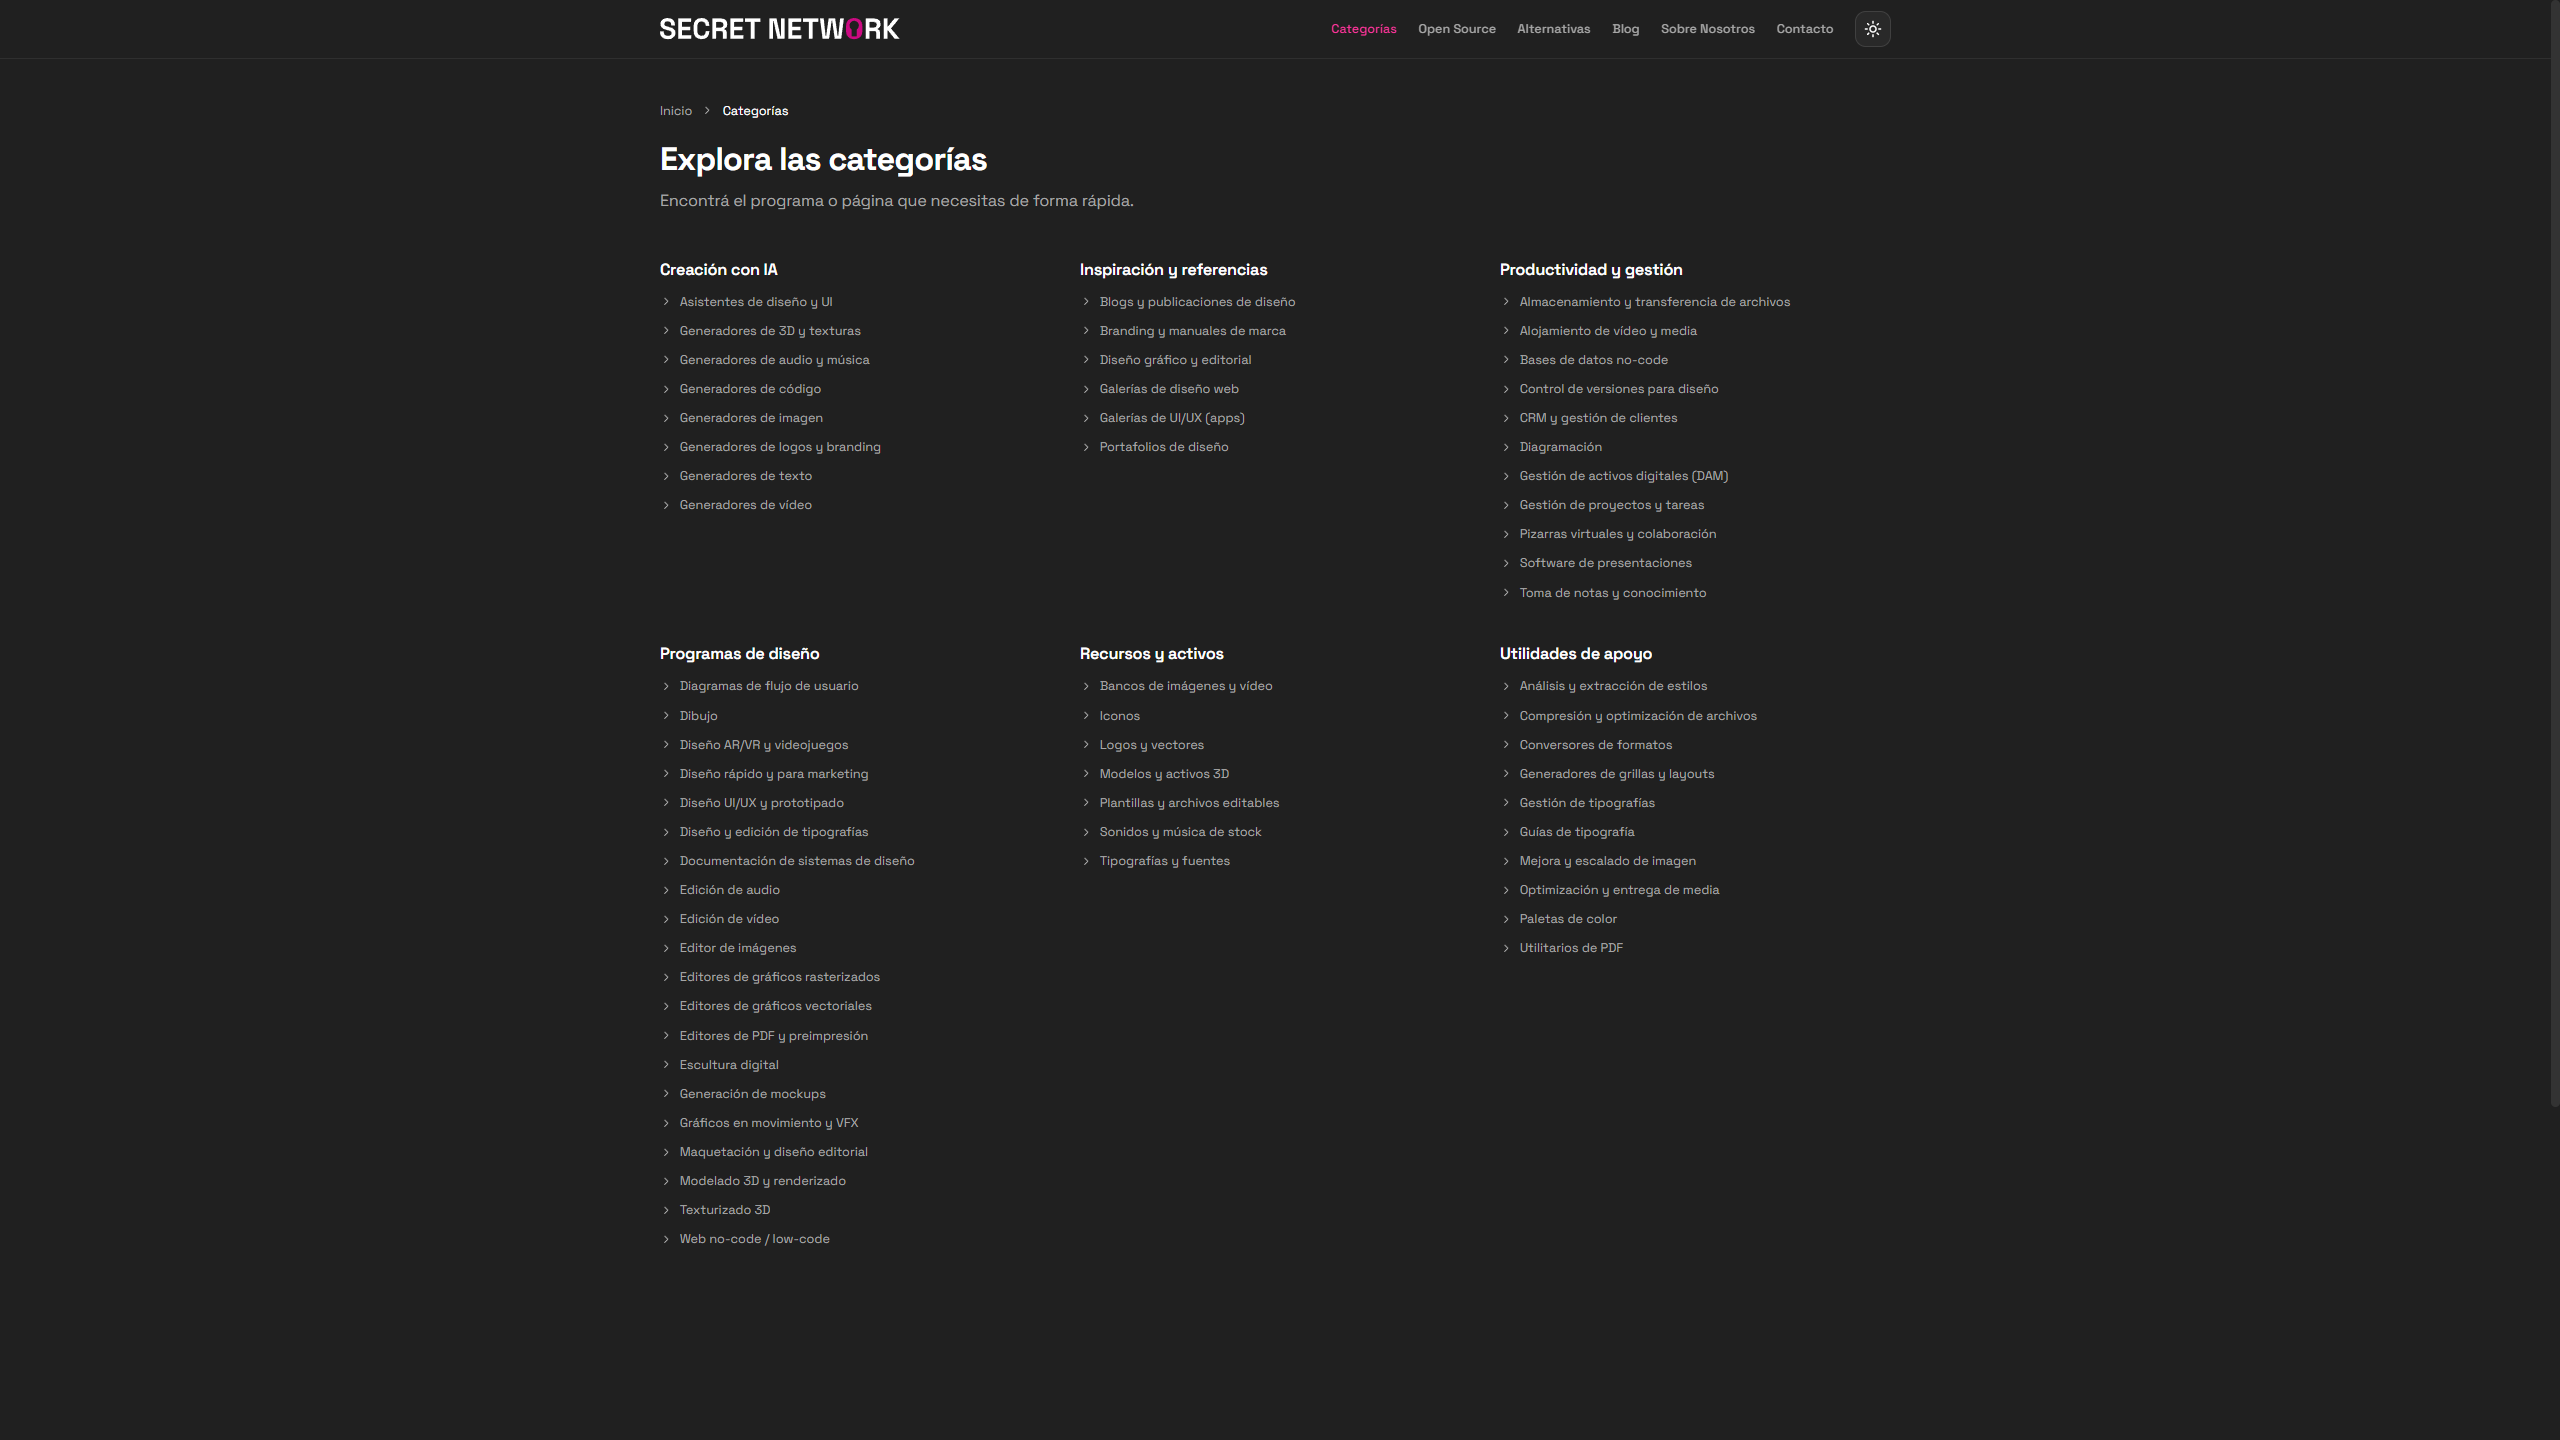 SECRET NETWORK
Categorías
Open Source
Alternativas
Blog
Sobre Nosotros
Contacto
Inicio
Categorías
Explora las categorías
Encontrá el programa o página que necesitas de forma rápida.
Creación con IA
Asistentes de diseño y UI
Generadores de 3D y texturas
Generadores de audio y música
Generadores de código
Generadores de imagen
Generadores de logos y branding
Generadores de texto
Generadores de vídeo
Inspiración y referencias
Blogs y publicaciones de diseño
Branding y manuales de marca
Diseño gráfico y editorial
Galerías de diseño web
Galerías de UI/UX (apps)
Portafolios de diseño
Productividad y gestión
Almacenamiento y transferencia de archivos
Alojamiento de vídeo y media
Bases de datos no-code
Control de versiones para diseño
CRM y gestión de clientes
Diagramación
Gestión de activos digitales (DAM)
Gestión de proyectos y tareas
Pizarras virtuales y colaboración
Software de presentaciones
Toma de notas y conocimiento
Programas de diseño
Diagramas de flujo de usuario
Dibujo
Diseño AR/VR y videojuegos
Diseño rápido y para marketing
Diseño UI/UX y prototipado
Diseño y edición de tipografías
Documentación de sistemas de diseño
Edición de audio
Edición de vídeo
Editor de imágenes
Editores de gráficos rasterizados
Editores de gráficos vectoriales
Editores de PDF y preimpresión
Escultura digital
Generación de mockups
Gráficos en movimiento y VFX
Maquetación y diseño editorial
Modelado 3D y renderizado
Texturizado 3D
Web no-code / low-code
Recursos y activos
Bancos de imágenes y vídeo
Iconos
Logos y vectores
Modelos y activos 3D
Plantillas y archivos editables
Sonidos y música de stock
Tipografías y fuentes
Utilidades de apoyo
Análisis y extracción de estilos
Compresión y optimización de archivos
Conversores de formatos
Generadores de grillas y layouts
Gestión de tipografías
Guías de tipografía
Mejora y escalado de imagen
Optimización y entrega de media
Paletas de color
Utilitarios de PDF